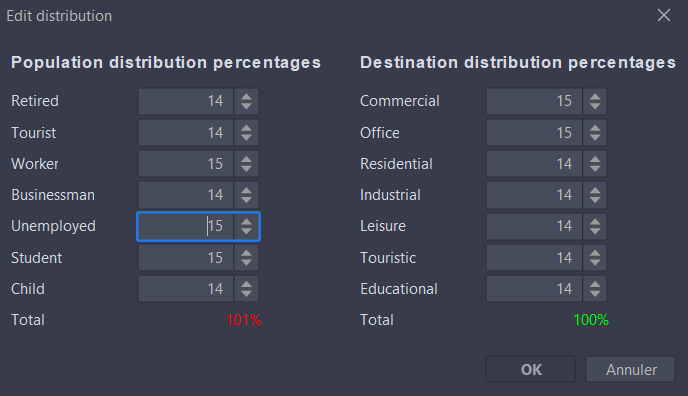 Edit distribution
Population distribution percentages
Retired 14
Tourist 14
Worker 15
Businessman 14
Unemployed 15
Student 15
Child 14
Total 101%
Destination distribution percentages
Commercial 15
Office 15
Residential 14
Industrial 14
Leisure 14
Touristic 14
Educational 14
Total 100%
OK Annuler